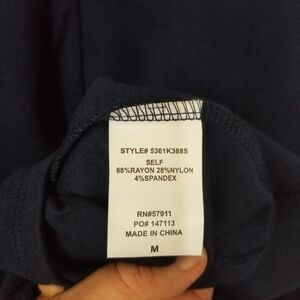 STYLE# 5361K388S
SELF
68%RAYON 28%NYLON
4%SPANDEX
RN#57911
PO# 147113
MADE IN CHINA
M